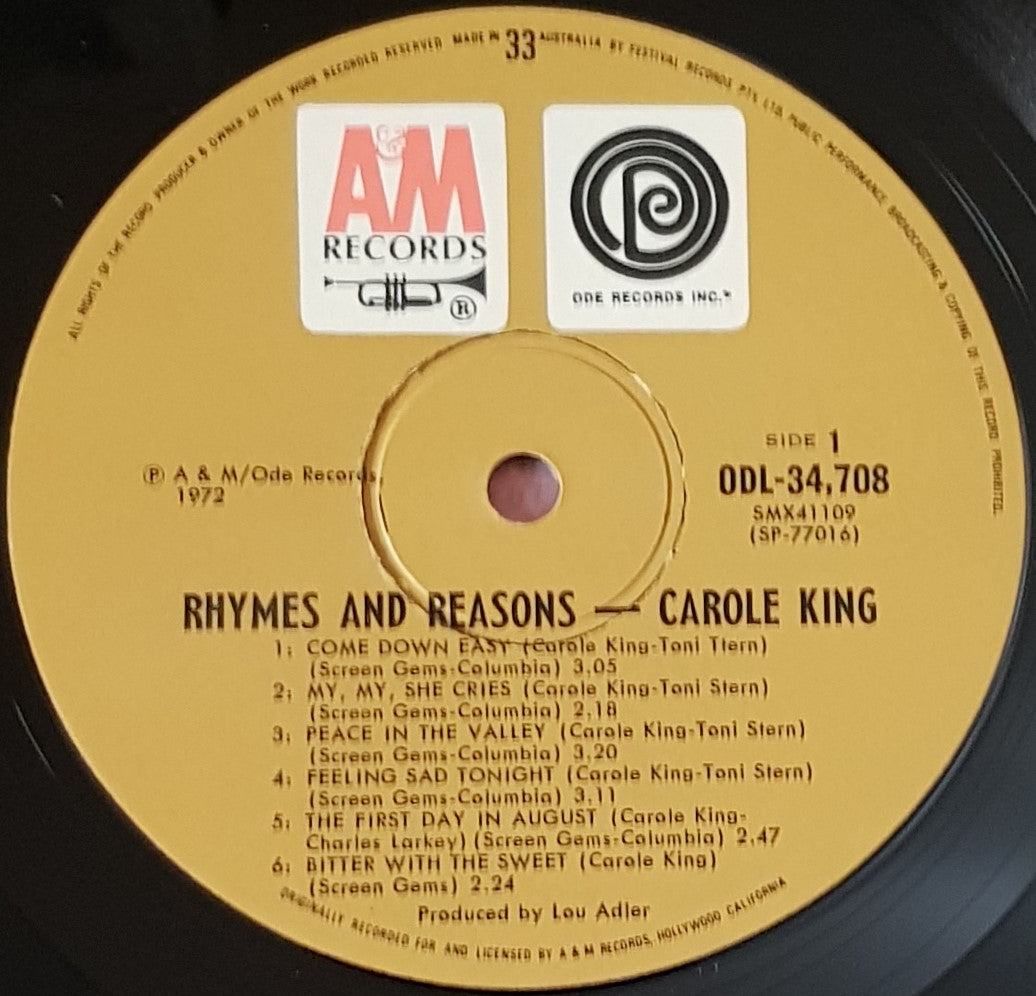 ALL RIGHTS OF THE RECORD PRODUCER & OWNER OF THE WORK RECORDED RESERVED MADE IN AUSTRALIA BY FESTIVAL RECORDS PTY. LTD. PUBLIC PERFORMANCE BROADCASTING & COPYING OF THIS RECORD PROHIBITED.
33
A&M
RECORDS
®
ODE RECORDS INC.
SIDE 1
℗ A & M/Ode Records
1972
ODL-34,708
SMX41109
(SP-77016)
RHYMES AND REASONS — CAROLE KING
1: COME DOWN EASY (Carole King-Toni Ttern)
(Screen Gems-Columbia) 3.05
2: MY, MY, SHE CRIES (Carole King-Toni Stern)
(Screen Gems-Columbia) 2.18
3: PEACE IN THE VALLEY (Carole King-Toni Stern)
(Screen Gems-Columbia) 3.20
4: FEELING SAD TONIGHT (Carole King-Toni Stern)
(Screen Gems-Columbia) 3.11
5: THE FIRST DAY IN AUGUST (Carole King-
Charles Larkey) (Screen Gems-Columbia) 2.47
6: BITTER WITH THE SWEET (Carole King)
(Screen Gems) 2.24
Produced by Lou Adler
ORIGINALLY RECORDED FOR AND LICENSED BY A & M RECORDS, HOLLYWOOD CALIFORNIA